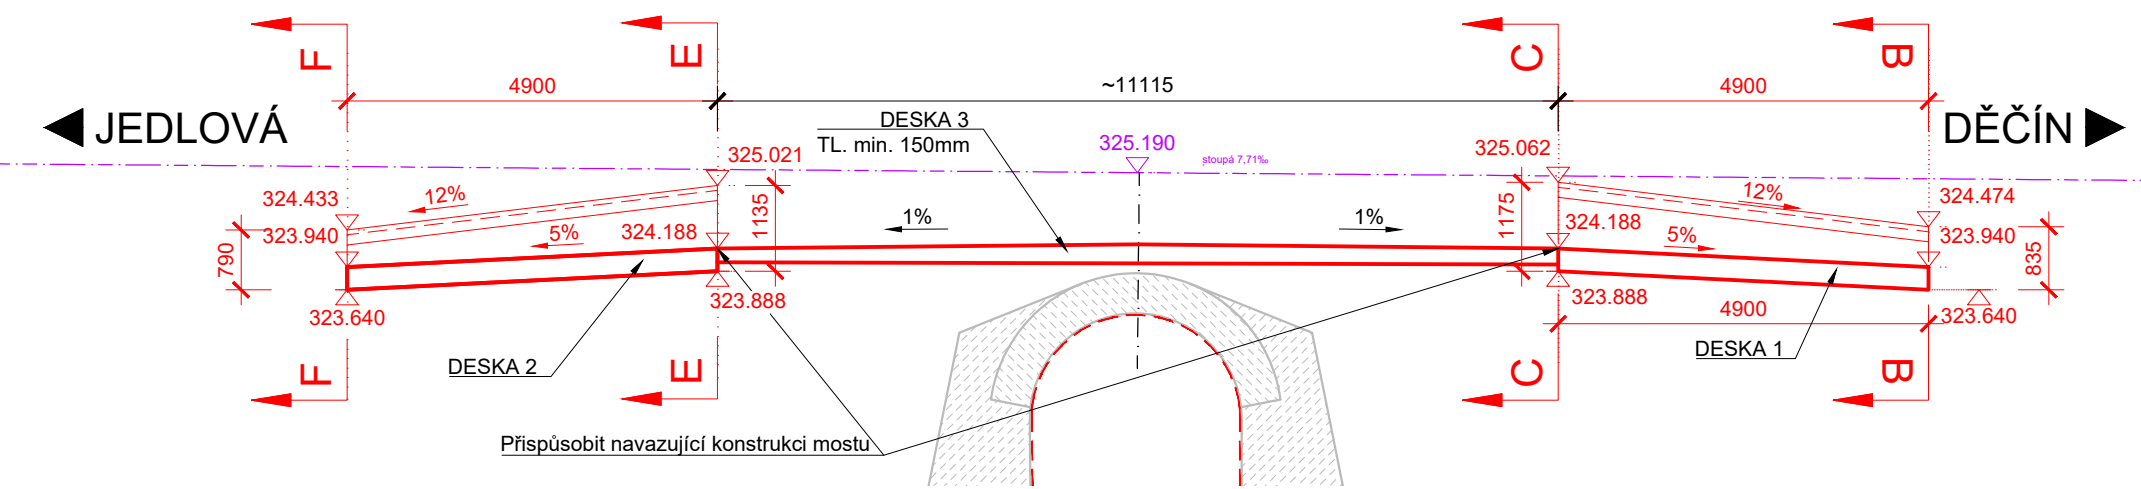 F
E
C
B
4900
~11115
4900
JEDLOVÁ
DĚČÍN
DESKA 3
TL. min. 150mm
325.190
stoupá 7,71‰
325.021
325.062
324.433
12%
12%
324.474
323.940
5%
324.188
1135
1%
1%
1175
324.188
5%
323.940
790
835
323.640
323.888
323.888
4900
323.640
DESKA 2
DESKA 1
F
E
C
B
Přispůsobit navazující konstrukci mostu